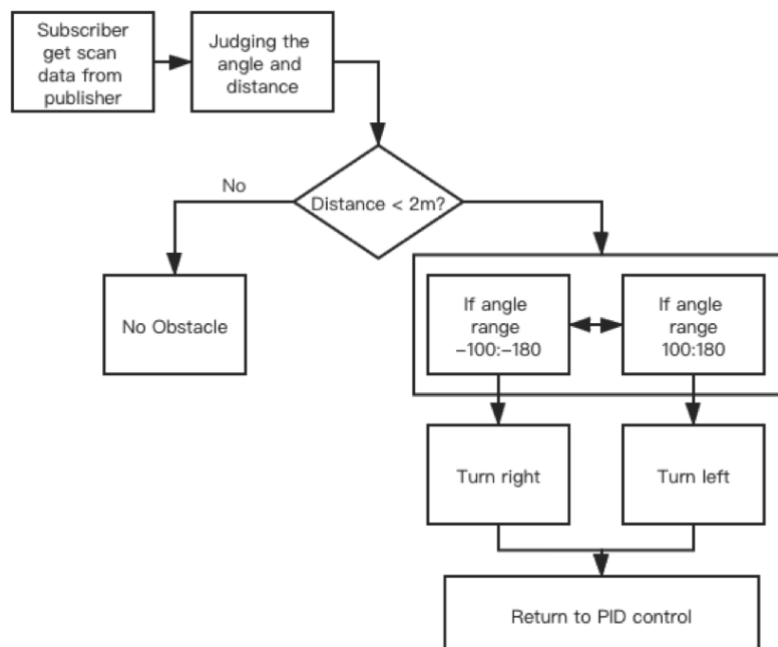 Subscriber
get scan
data from
publisher
Judging the
angle and
distance
No
Distance < 2m?
No Obstacle
If angle
range
–100:–180
If angle
range
100:180
Turn right
Turn left
Return to PID control